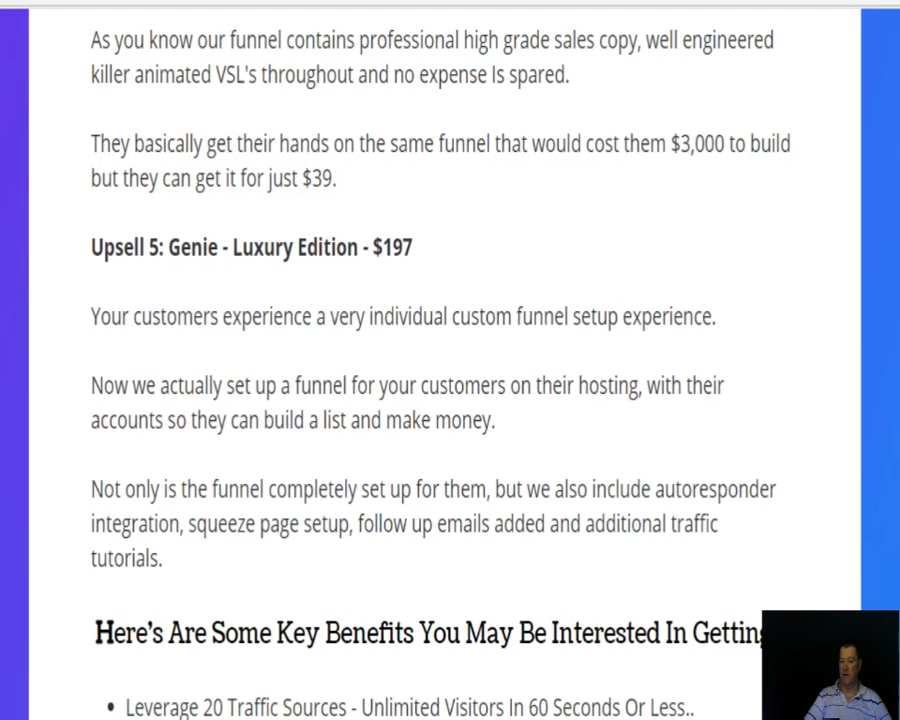 As you know our funnel contains professional high grade sales copy, well engineered
killer animated VSL's throughout and no expense Is spared.
They basically get their hands on the same funnel that would cost them $3,000 to build
but they can get it for just $39.
Upsell 5: Genie - Luxury Edition - $197
Your customers experience a very individual custom funnel setup experience.
Now we actually set up a funnel for your customers on their hosting, with their
accounts so they can build a list and make money.
Not only is the funnel completely set up for them, but we also include autoresponder
integration, squeeze page setup, follow up emails added and additional traffic
tutorials.
Here's Are Some Key Benefits You May Be Interested In Getting
• Leverage 20 Traffic Sources - Unlimited Visitors In 60 Seconds Or Less..